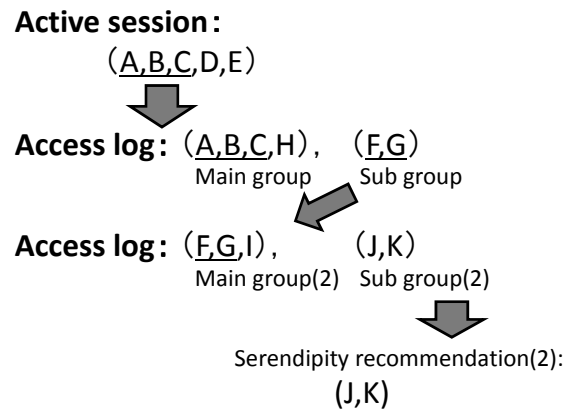 Active session:
(A,B,C,D,E)
Access log: (A,B,C,H), (F,G)
Main group Sub group
Access log: (F,G,I), (J,K)
Main group(2) Sub group(2)
Serendipity recommendation(2):
(J,K)